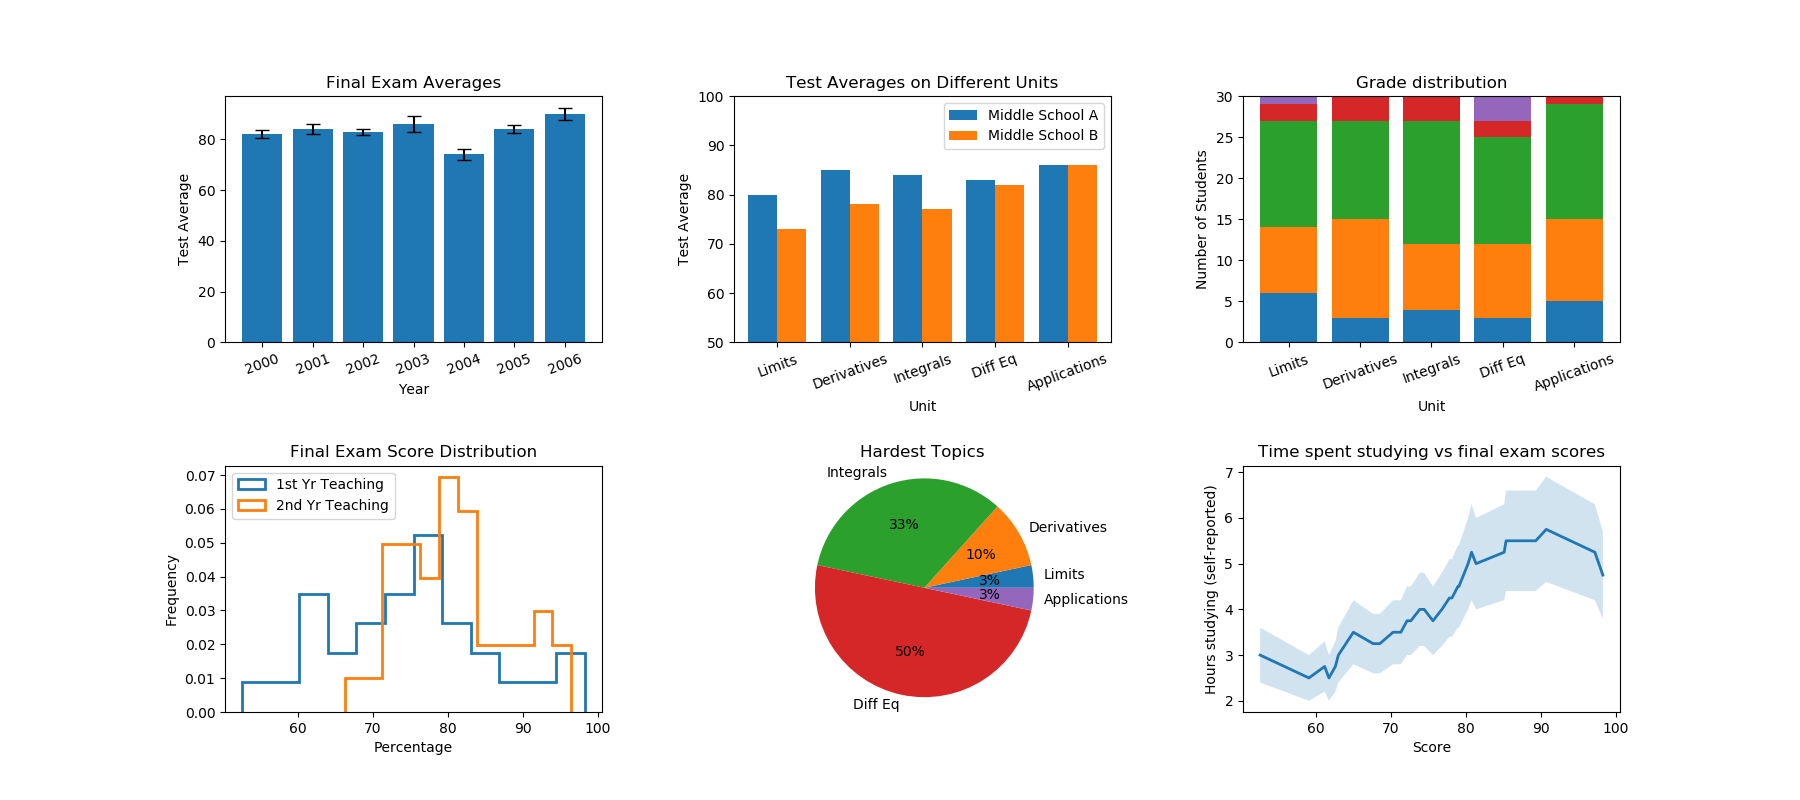 Final Exam Averages
80
60
40
20
0
Test Average
2000
2001
2002
2003
2004
2005
2006
Year
Test Averages on Different Units
Middle School A
Middle School B
100
90
80
70
60
50
Test Average
Limits
Derivatives
Integrals
Diff Eq
Applications
Unit
Grade distribution
30
25
20
15
10
5
0
Number of Students
Limits
Derivatives
Integrals
Diff Eq
Applications
Unit
Final Exam Score Distribution
1st Yr Teaching
2nd Yr Teaching
0.07
0.06
0.05
0.04
0.03
0.02
0.01
0.00
Frequency
60
70
80
90
100
Percentage
Hardest Topics
Integrals
33%
Derivatives
10%
Limits
3%
3%
Applications
50%
Diff Eq
Time spent studying vs final exam scores
7
6
5
4
3
2
Hours studying (self-reported)
60
70
80
90
100
Score